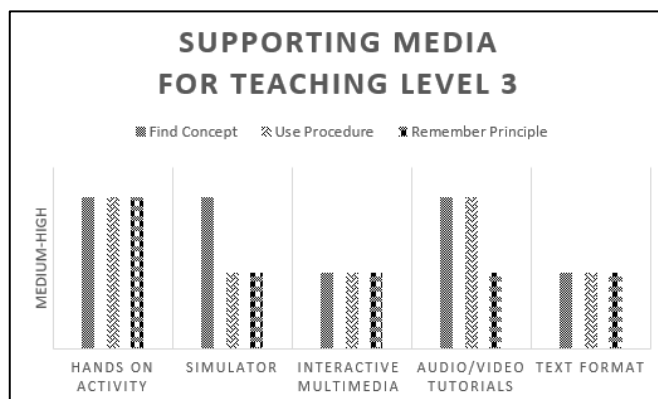 SUPPORTING MEDIA
FOR TEACHING LEVEL 3
Find Concept Use Procedure Remember Principle
MEDIUM-HIGH
HANDS ON ACTIVITY
SIMULATOR
INTERACTIVE MULTIMEDIA
AUDIO/VIDEO TUTORIALS
TEXT FORMAT